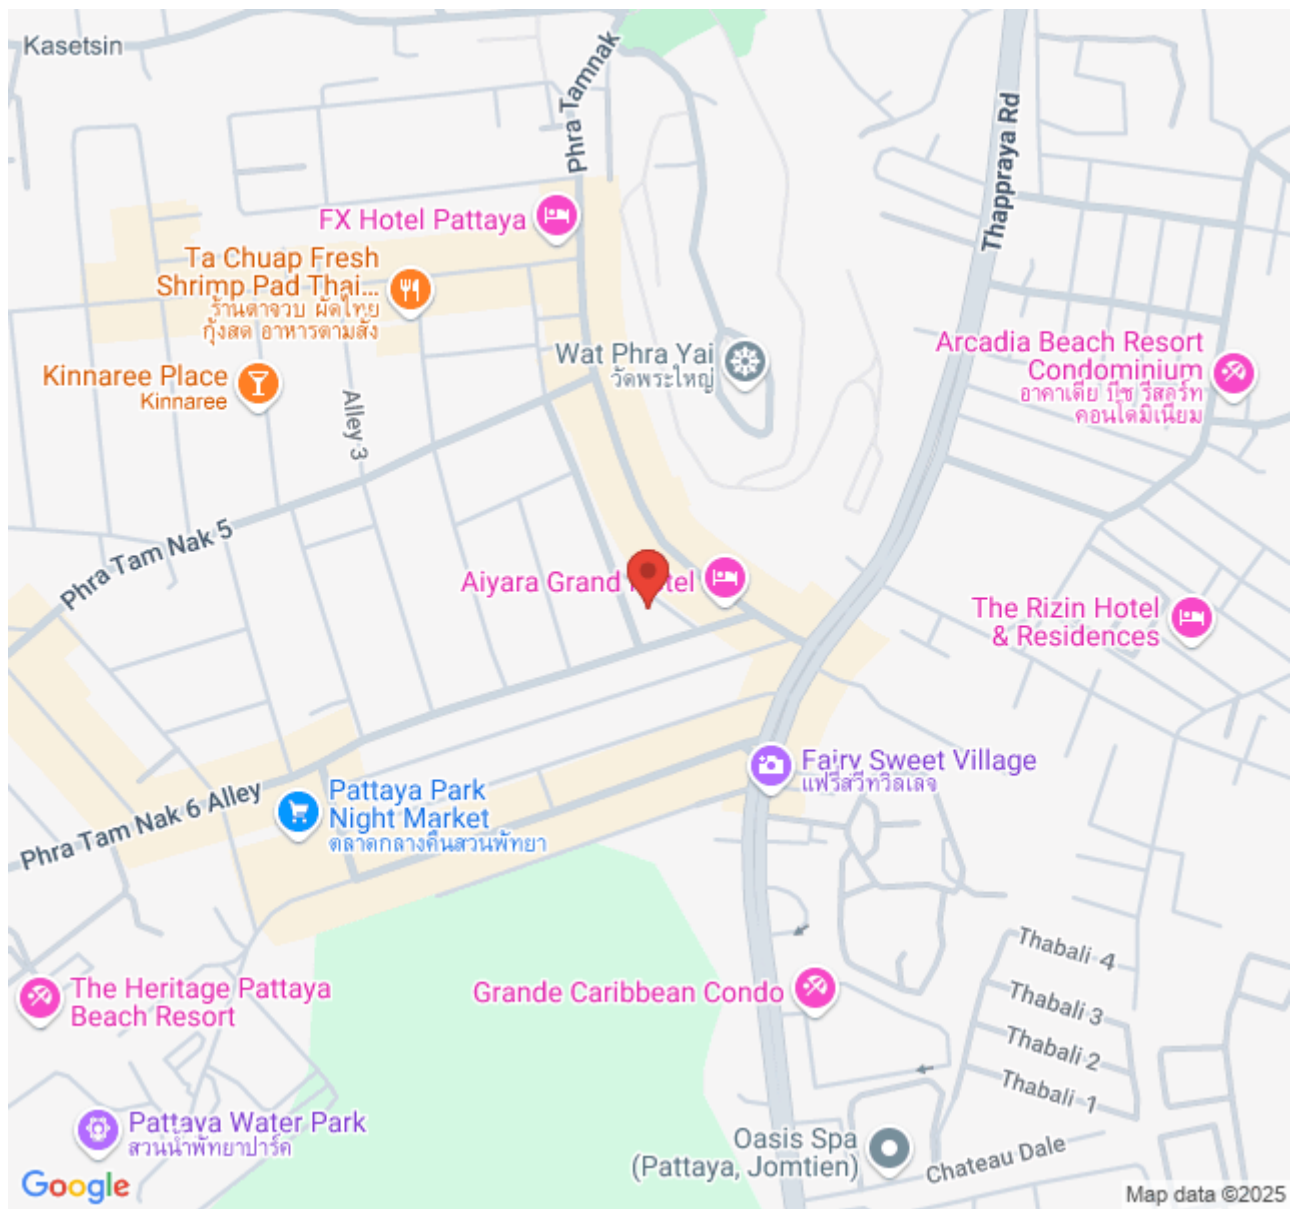 Kasetsin
Phra Tamnak
Thappraya Rd
FX Hotel Pattaya
Ta Chuap Fresh
Shrimp Pad Thai...
ร้านตาจวบ ผัดไทย
กุ้งสด อาหารตามสั่ง
Wat Phra Yai
วัดพระใหญ่
Arcadia Beach Resort
Condominium
อาคาเดีย บีช รีสอร์ท
คอนโดมิเนียม
Kinnaree Place
Kinnaree
Alley 3
Phra Tam Nak 5
Aiyara Grand
The Rizin Hotel
& Residences
Fairy Sweet Village
แฟรี่สวีทวิลเลจ
Pattaya Park
Night Market
ตลาดกลางคืนสวนพัทยา
Phra Tam Nak 6 Alley
Thabali 4
The Heritage Pattaya
Beach Resort
Grande Caribbean Condo
Thabali 3
Thabali 2
Thabali 1
Pattaya Water Park
สวนน้ำพัทยาปาร์ค
Oasis Spa
(Pattaya, Jomtien)
Chateau Dale
Google
Map data ©2025